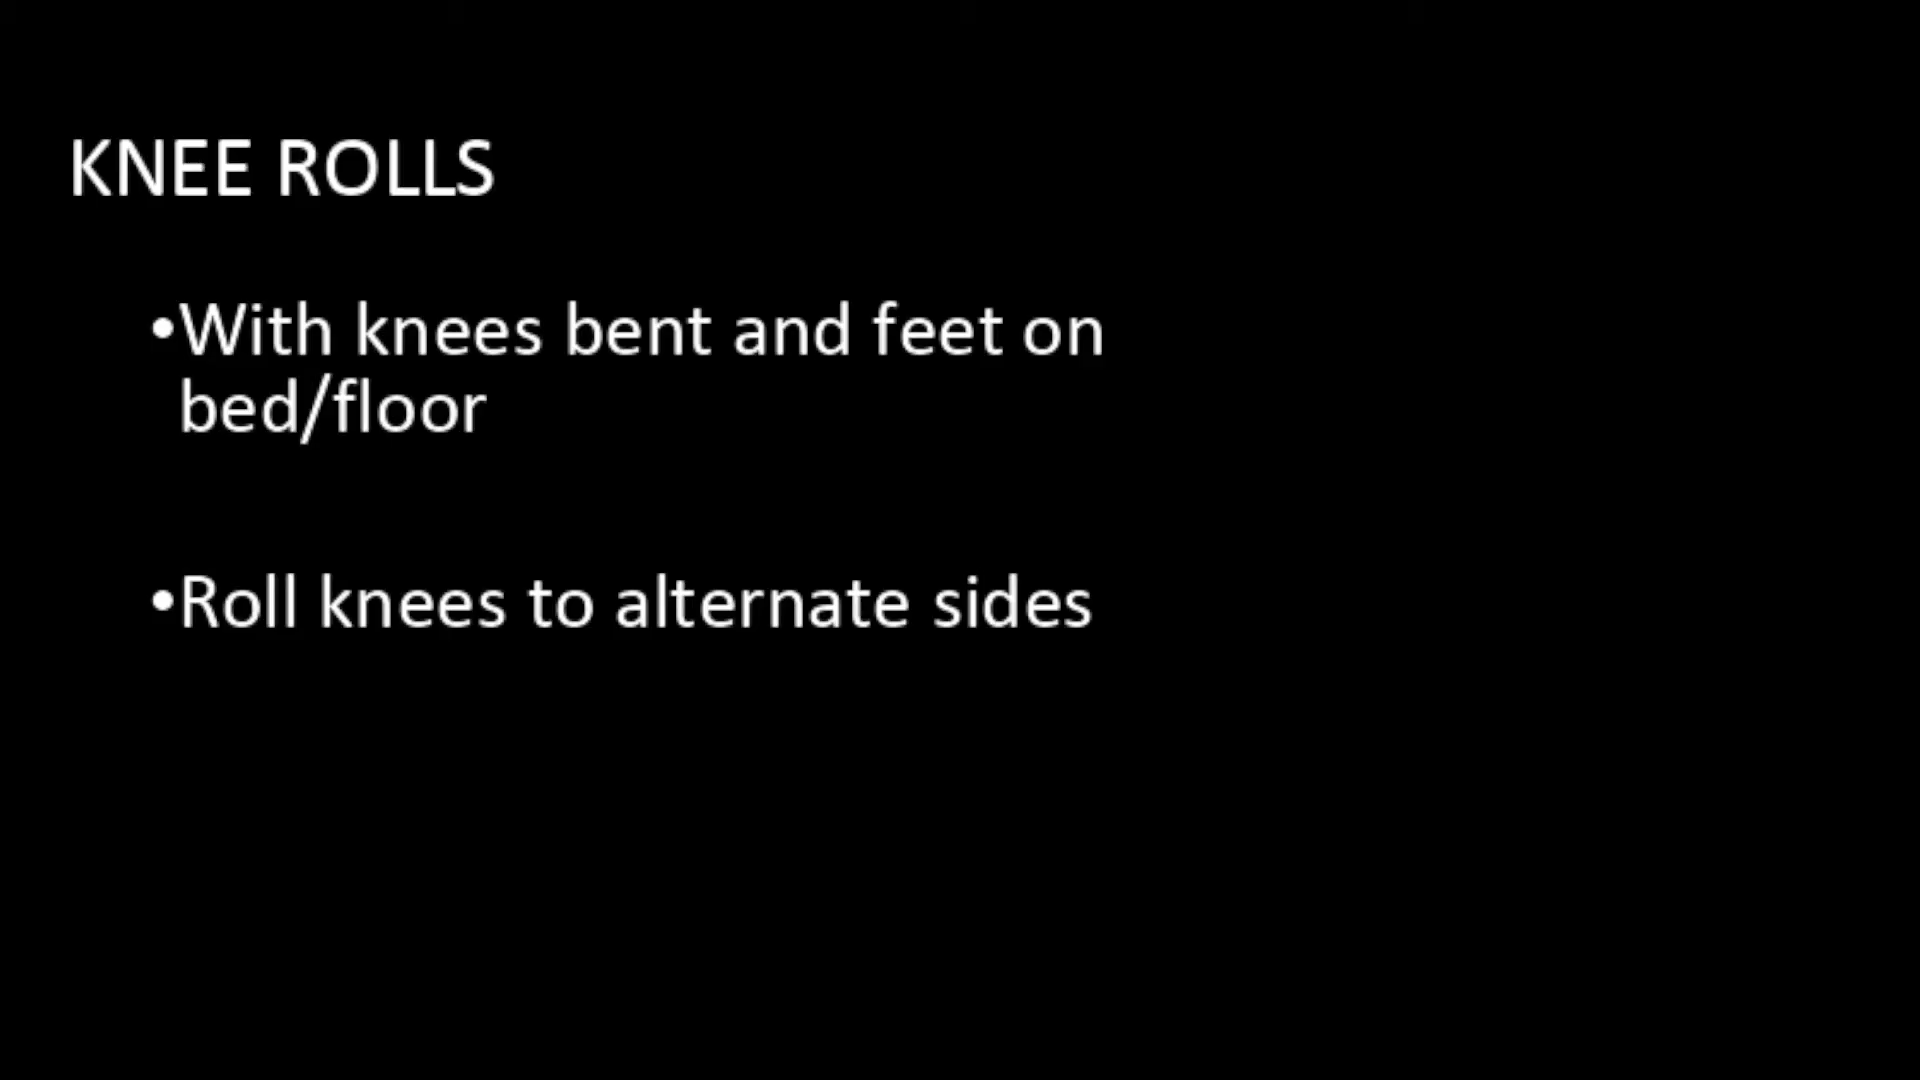 KNEE ROLLS
•With knees bent and feet on
bed/floor
•Roll knees to alternate sides